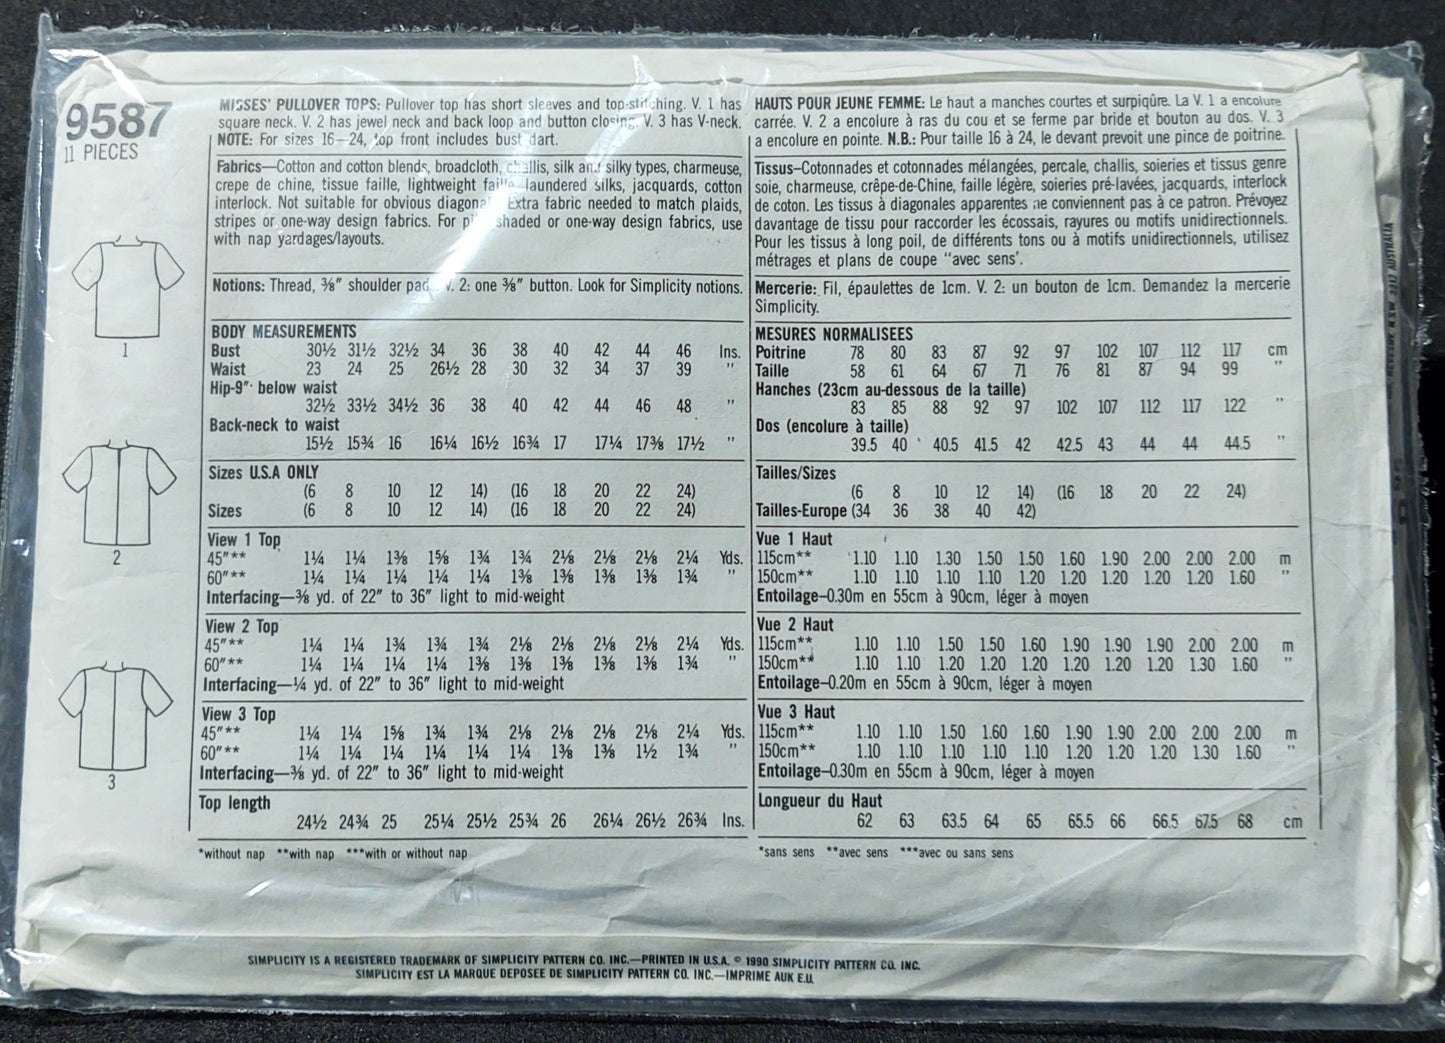 9587
11 PIECES
MISSES' PULLOVER TOPS: Pullover top has short sleeves and top-stitching. V. 1 has
square neck. V. 2 has jewel neck and back loop and button closing. V. 3 has V-neck.
NOTE: For sizes 16–24, top front includes bust dart.
Fabrics—Cotton and cotton blends, broadcloth, challis, silk and silky types, charmeuse,
crepe de chine, tissue faille, lightweight faille, laundered silks, jacquards, cotton
interlock. Not suitable for obvious diagonal Extra fabric needed to match plaids,
stripes or one-way design fabrics. For shaded or one-way design fabrics, use
with nap yardages/layouts.
Notions: Thread, ⅜″ shoulder pad V. 2: one ⅜″ button. Look for Simplicity notions.
BODY MEASUREMENTS
Bust 30½ 31½ 32½ 34 36 38 40 42 44 46 Ins.
Waist 23 24 25 26½ 28 30 32 34 37 39 ″
Hip-9″ below waist
32½ 33½ 34½ 36 38 40 42 44 46 48 ″
Back-neck to waist
15½ 15¾ 16 16¼ 16½ 16¾ 17 17¼ 17⅜ 17½ ″
Sizes U.S.A ONLY
(6 8 10 12 14) (16 18 20 22 24)
Sizes (6 8 10 12 14) (16 18 20 22 24)
View 1 Top
45″** 1¼ 1¼ 1⅜ 1⅝ 1¾ 1¾ 2⅛ 2⅛ 2⅛ 2¼ Yds.
60″** 1¼ 1¼ 1¼ 1¼ 1¼ 1⅜ 1⅜ 1⅜ 1⅜ 1¾ ″
Interfacing—⅜ yd. of 22″ to 36″ light to mid-weight
View 2 Top
45″** 1¼ 1¼ 1¾ 1¾ 1¾ 2⅛ 2⅛ 2⅛ 2⅛ 2¼ Yds.
60″** 1¼ 1¼ 1¼ 1¼ 1⅜ 1⅜ 1⅜ 1⅜ 1⅜ 1¾ ″
Interfacing—¼ yd. of 22″ to 36″ light to mid-weight
View 3 Top
45″** 1¼ 1¼ 1⅝ 1¾ 1¾ 2⅛ 2⅛ 2⅛ 2⅛ 2¼ Yds.
60″** 1¼ 1¼ 1¼ 1¼ 1¼ 1¼ 1⅜ 1⅜ 1½ 1¾ ″
Interfacing—⅜ yd. of 22″ to 36″ light to mid-weight
Top length
24½ 24¾ 25 25¼ 25½ 25¾ 26 26¼ 26½ 26¾ Ins.
*without nap **with nap ***with or without nap
HAUTS POUR JEUNE FEMME: Le haut a manches courtes et surpiqûre. La V. 1 a encolure
carrée. V. 2 a encolure à ras du cou et se ferme par bride et bouton au dos. V. 3
a encolure en pointe. N.B.: Pour taille 16 à 24, le devant prevoit une pince de poitrine.
Tissus—Cotonnades et cotonnades mélangées, percale, challis, soieries et tissus genre
soie, charmeuse, crêpe-de-Chine, faille légère, soieries pré-lavées, jacquards, interlock
de coton. Les tissus à diagonales apparentes ne conviennent pas à ce patron. Prévoyez
davantage de tissu pour raccorder les écossais, rayures ou motifs unidirectionnels.
Pour les tissus à long poil, de différents tons ou à motifs unidirectionnels, utilisez
métrages et plans de coupe "avec sens'.
Mercerie: Fil, épaulettes de 1cm. V. 2: un bouton de 1cm. Demandez la mercerie
Simplicity.
MESURES NORMALISEES
Poitrine 78 80 83 87 92 97 102 107 112 117 cm
Taille 58 61 64 67 71 76 81 87 94 99 ″
Hanches (23cm au-dessous de la taille)
83 85 88 92 97 102 107 112 117 122 ″
Dos (encolure à taille)
39.5 40 40.5 41.5 42 42.5 43 44 44 44.5 ″
Tailles/Sizes
(6 8 10 12 14) (16 18 20 22 24)
Tailles-Europe (34 36 38 40 42)
Vue 1 Haut
115cm** 1.10 1.10 1.30 1.50 1.50 1.60 1.90 2.00 2.00 2.00 m
150cm** 1.10 1.10 1.10 1.10 1.20 1.20 1.20 1.20 1.20 1.60 ″
Entoilage—0.30m en 55cm à 90cm, léger à moyen
Vue 2 Haut
115cm** 1.10 1.10 1.50 1.50 1.60 1.90 1.90 1.90 2.00 2.00 m
150cm** 1.10 1.10 1.20 1.20 1.20 1.20 1.20 1.20 1.30 1.60 ″
Entoilage—0.20m en 55cm à 90cm, léger à moyen
Vue 3 Haut
115cm** 1.10 1.10 1.50 1.60 1.60 1.90 1.90 2.00 2.00 2.00 m
150cm** 1.10 1.10 1.10 1.10 1.10 1.20 1.20 1.20 1.30 1.60 ″
Entoilage—0.30m en 55cm à 90cm, léger à moyen
Longueur du Haut
62 63 63.5 64 65 65.5 66 66.5 67.5 68 cm
*sans sens **avec sens ***avec ou sans sens
1
2
3
SIMPLICITY IS A REGISTERED TRADEMARK OF SIMPLICITY PATTERN CO. INC.—PRINTED IN U.S.A. © 1990 SIMPLICITY PATTERN CO. INC.
SIMPLICITY EST LA MARQUE DEPOSEE DE SIMPLICITY PATTERN CO. INC.—IMPRIME AUX E.U.
N.S.W. 2212 AUSTRALIA